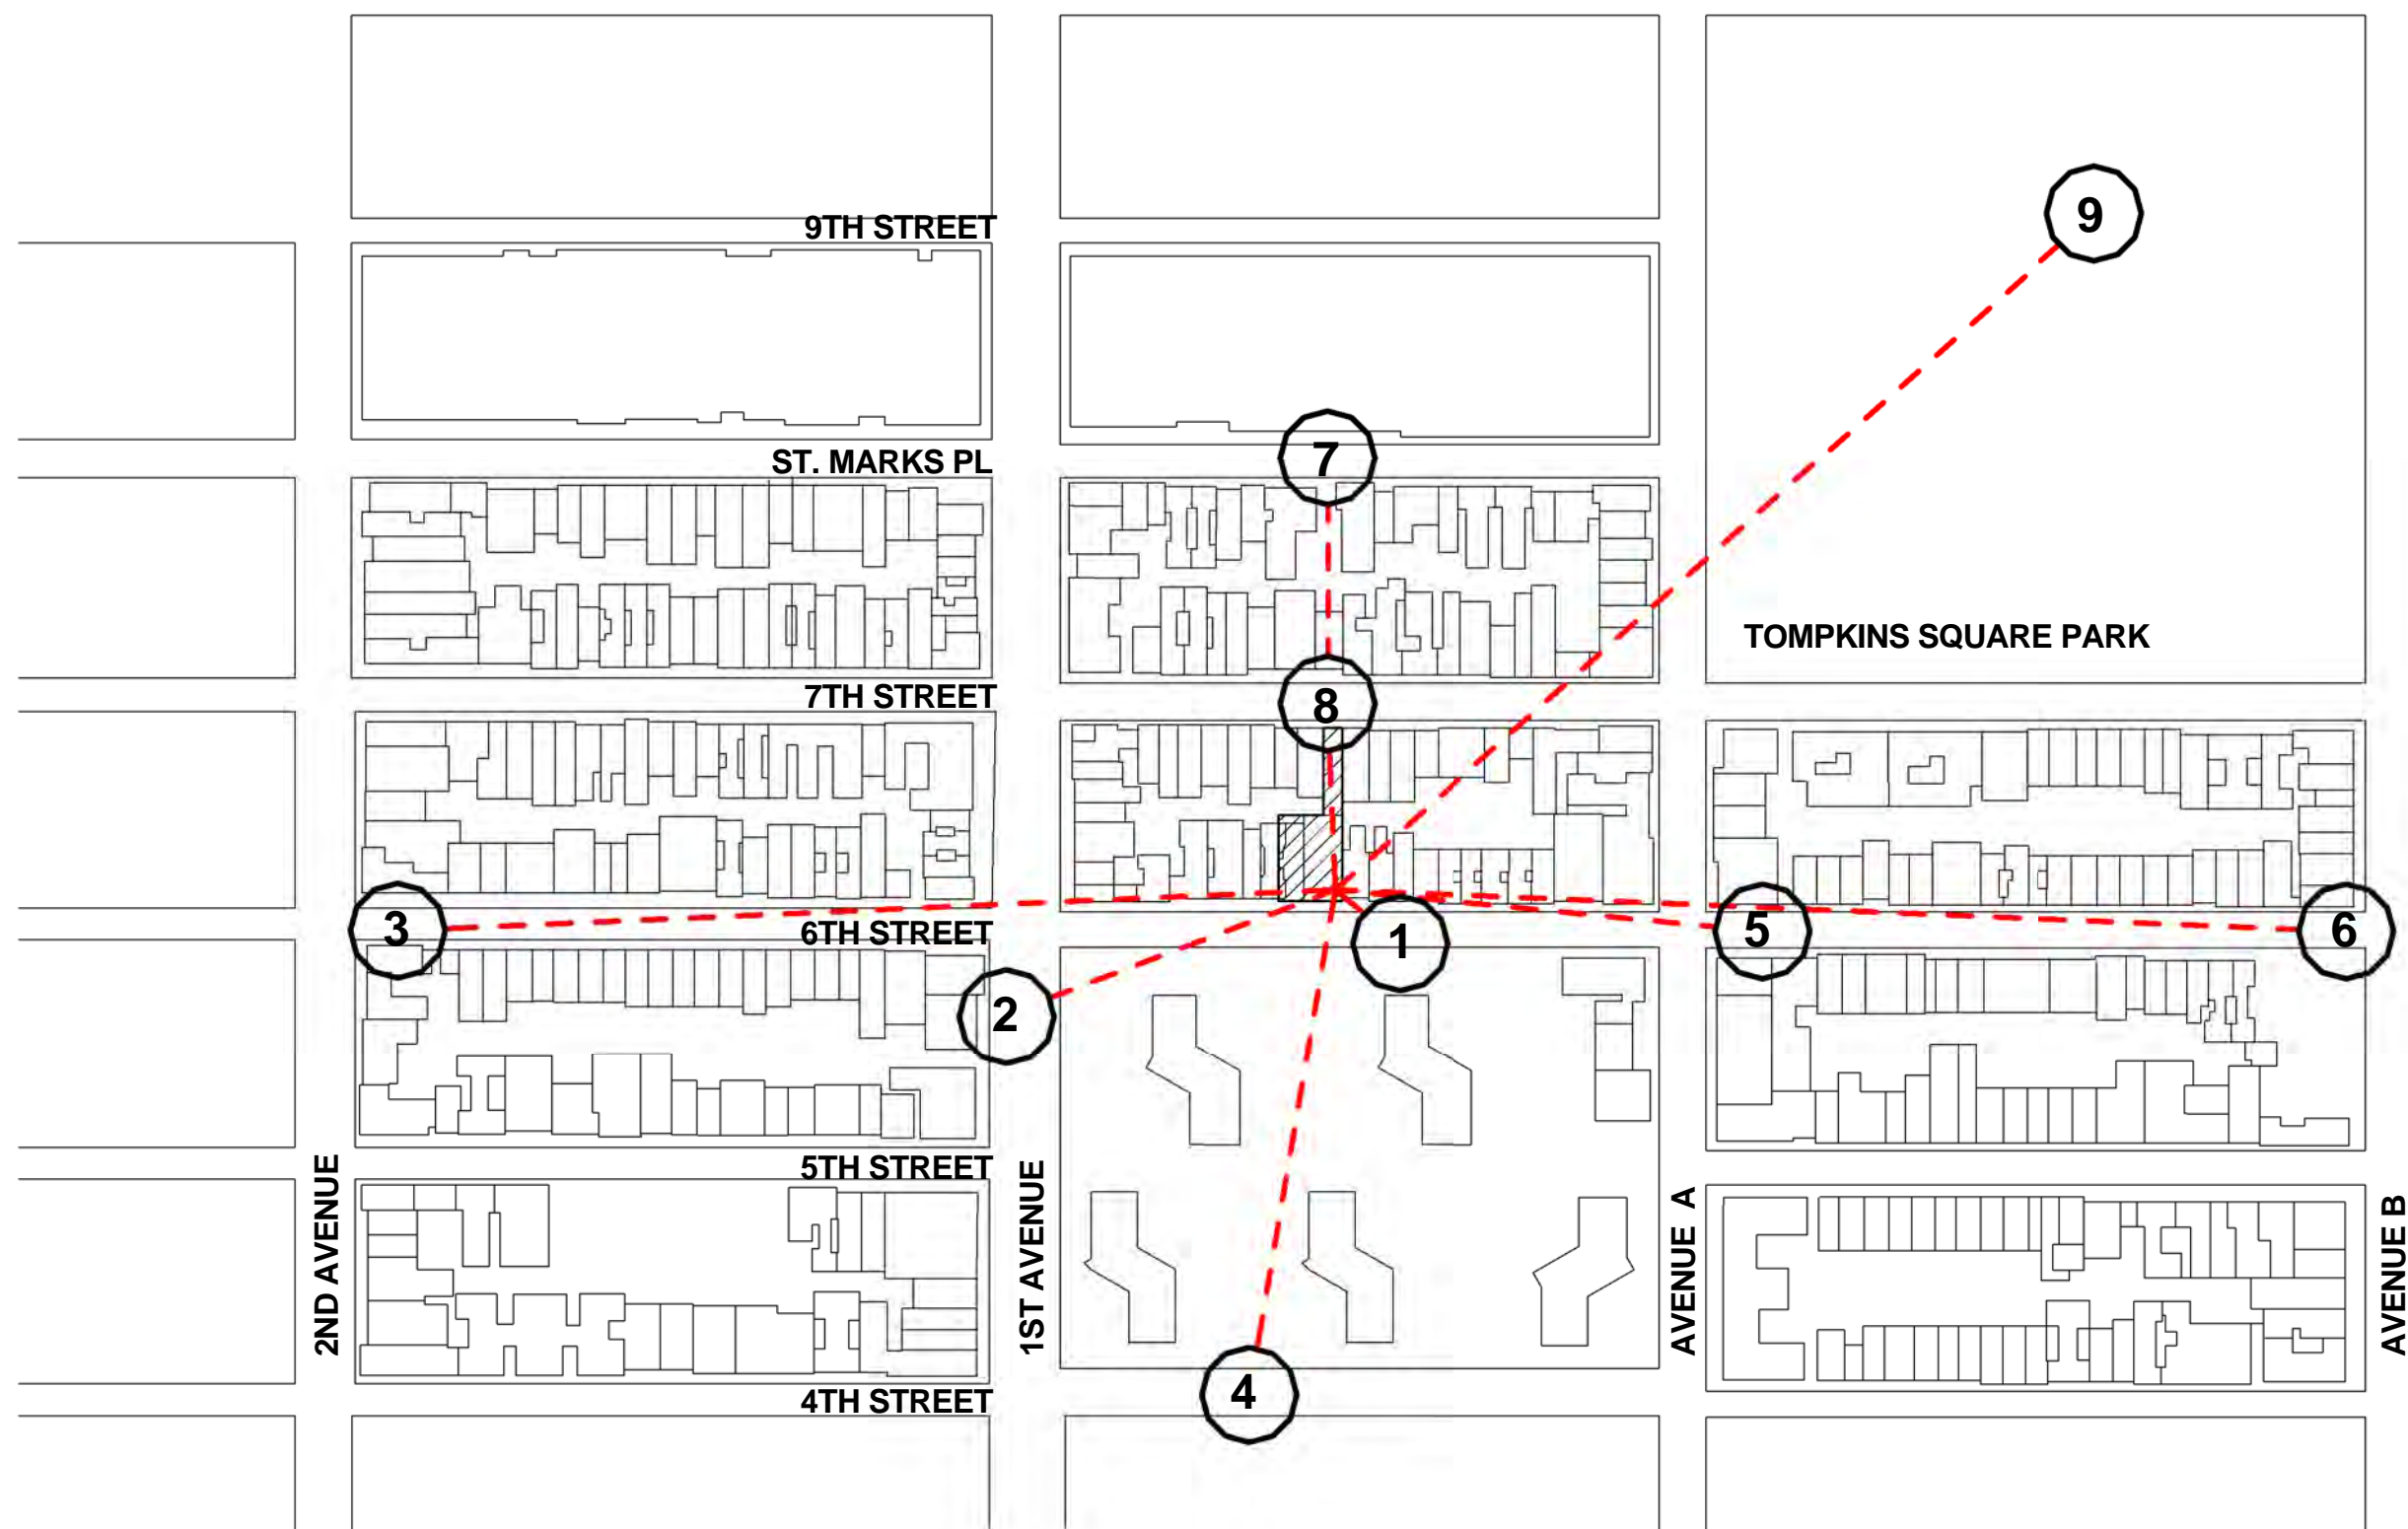 9TH STREET
9
ST. MARKS PL
7
TOMPKINS SQUARE PARK
7TH STREET
8
3
6TH STREET
1
5
6
2
5TH STREET
2ND AVENUE
1ST AVENUE
AVENUE A
AVENUE B
4TH STREET
4